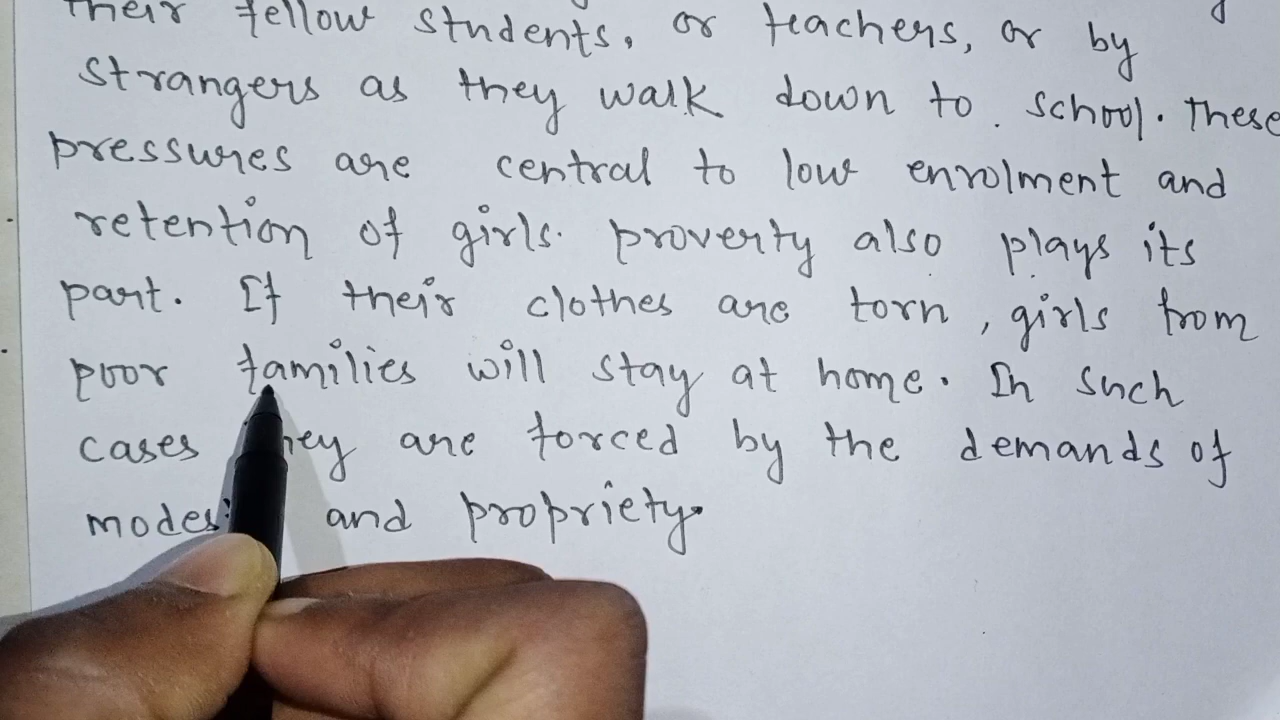 their fellow students, or teachers, or by
strangers as they walk down to school. These
pressures are central to low enrolment and
retention of girls. proverty also plays its
part. If their clothes are torn, girls from
poor families will stay at home. In such
cases they are forced by the demands of
and propriety.